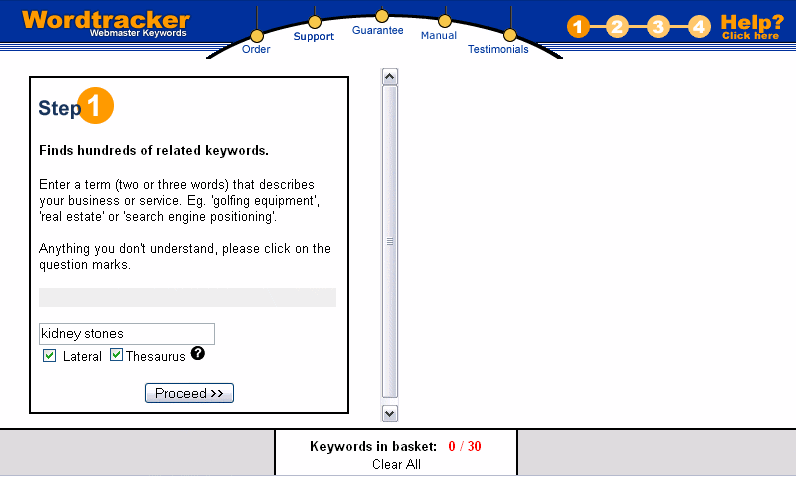 Wordtracker
Webmaster Keywords
Order
Support
Guarantee
Manual
Testimonials
1 2 3 4
Help?
Click here
Step 1
Finds hundreds of related keywords.
Enter a term (two or three words) that describes
your business or service. Eg. 'golfing equipment',
'real estate' or 'search engine positioning'.
Anything you don't understand, please click on the
question marks.
kidney stones
Lateral Thesaurus ?
Proceed >>
Keywords in basket: 0 / 30
Clear All